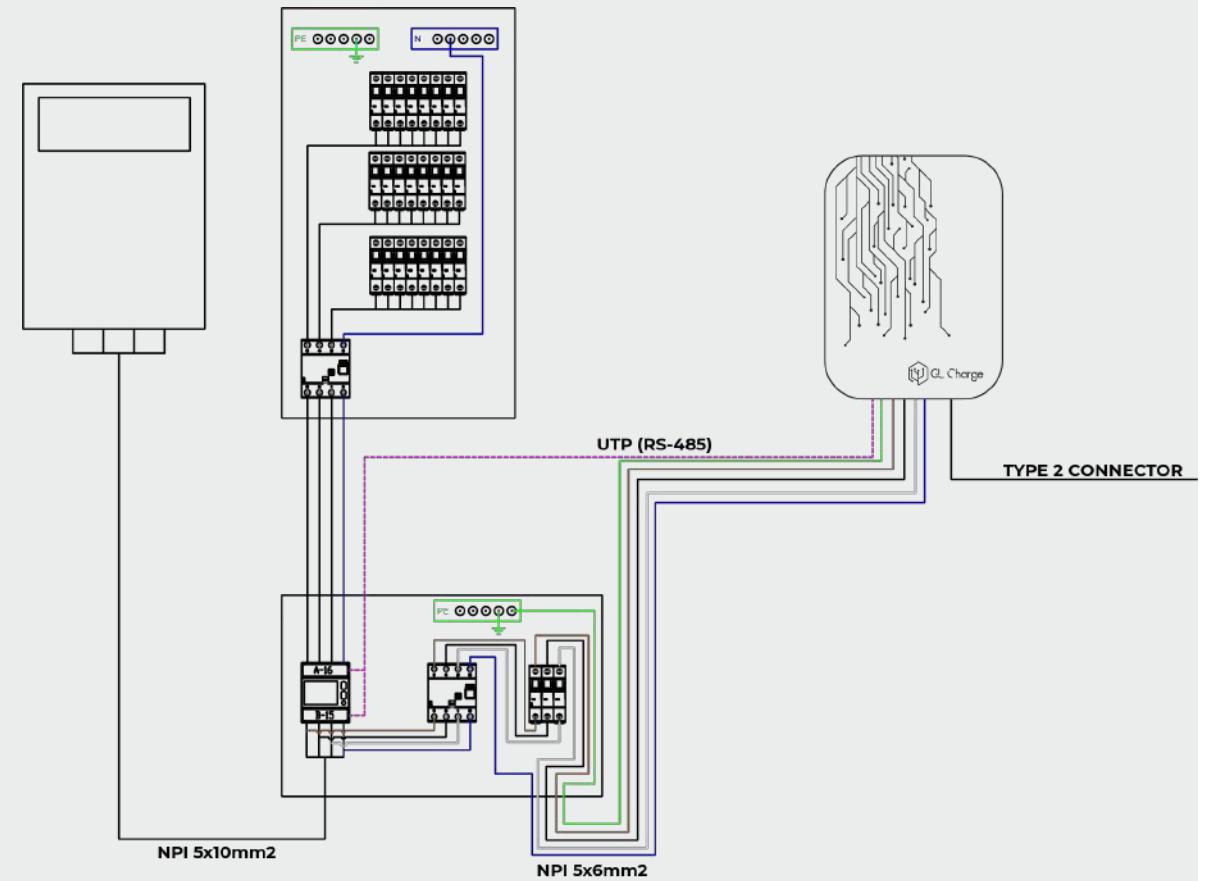 PE
N
GL Charge
UTP (RS-485)
TYPE 2 CONNECTOR
PE
A-16
B-15
NPI 5x10mm2
NPI 5x6mm2